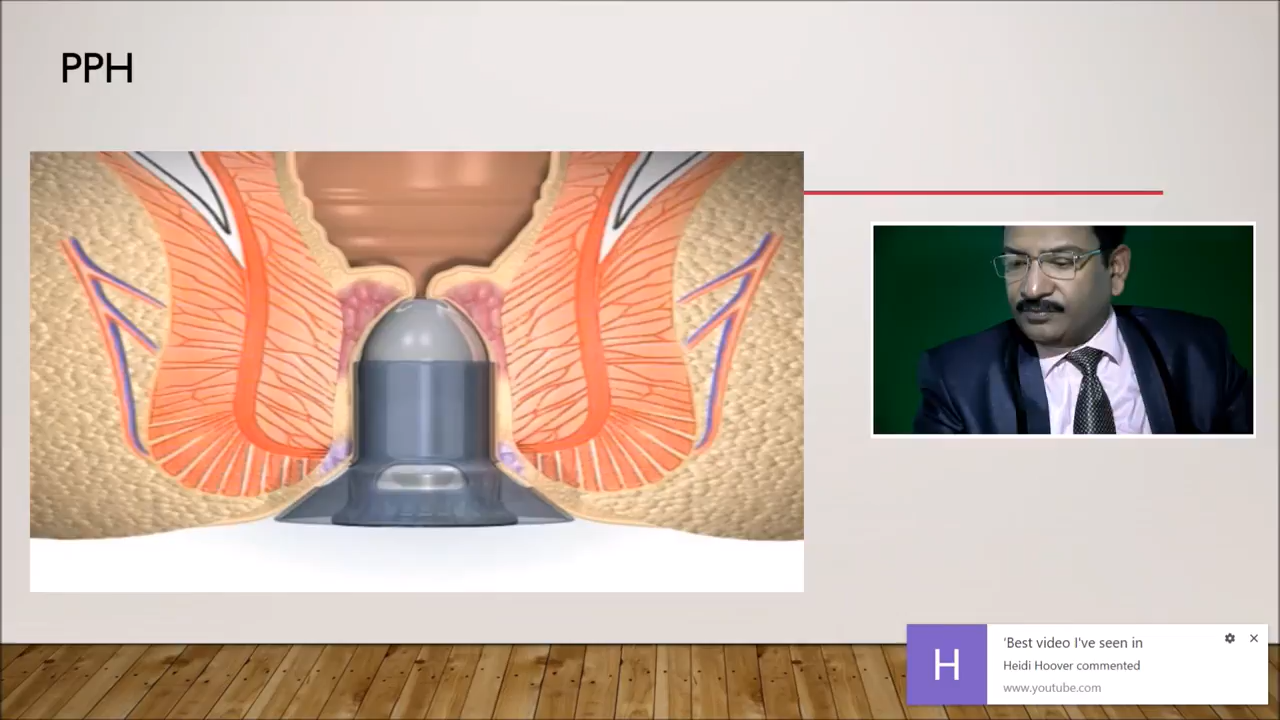 PPH
H
'Best video I've seen in
Heidi Hoover commented
www.youtube.com